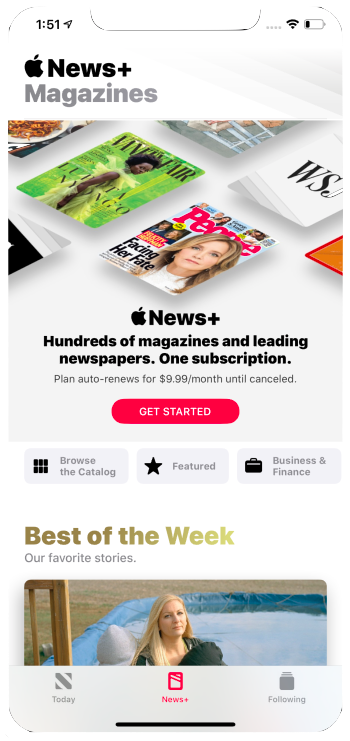 1:51
News+
Magazines
VANITY FAIR
WSJ
People
Facing
Her Fate
News+
Hundreds of magazines and leading
newspapers. One subscription.
Plan auto-renews for $9.99/month until canceled.
GET STARTED
Browse
the Catalog
Featured
Business &
Finance
Best of the Week
Our favorite stories.
Today
News+
Following